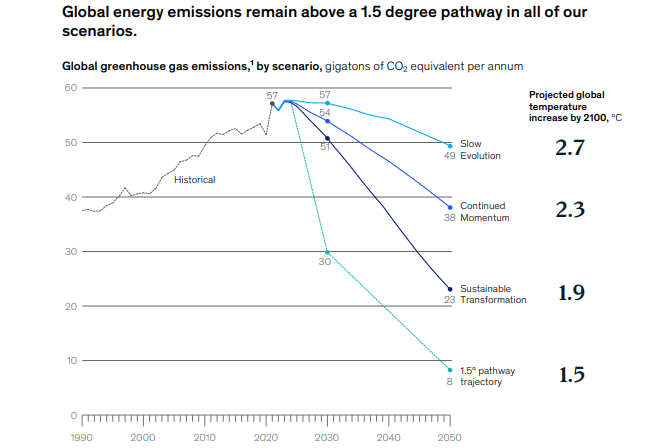 Global energy emissions remain above a 1.5 degree pathway in all of our
scenarios.
Global greenhouse gas emissions,¹ by scenario, gigatons of CO₂ equivalent per annum
Projected global
temperature
increase by 2100, °C
60
50
40
30
20
10
0
1990
2000
2010
2020
2030
2040
2050
Historical
57
57
54
51
30
49
Slow
Evolution
2.7
38
Continued
Momentum
2.3
23
Sustainable
Transformation
1.9
8
1.5° pathway
trajectory
1.5